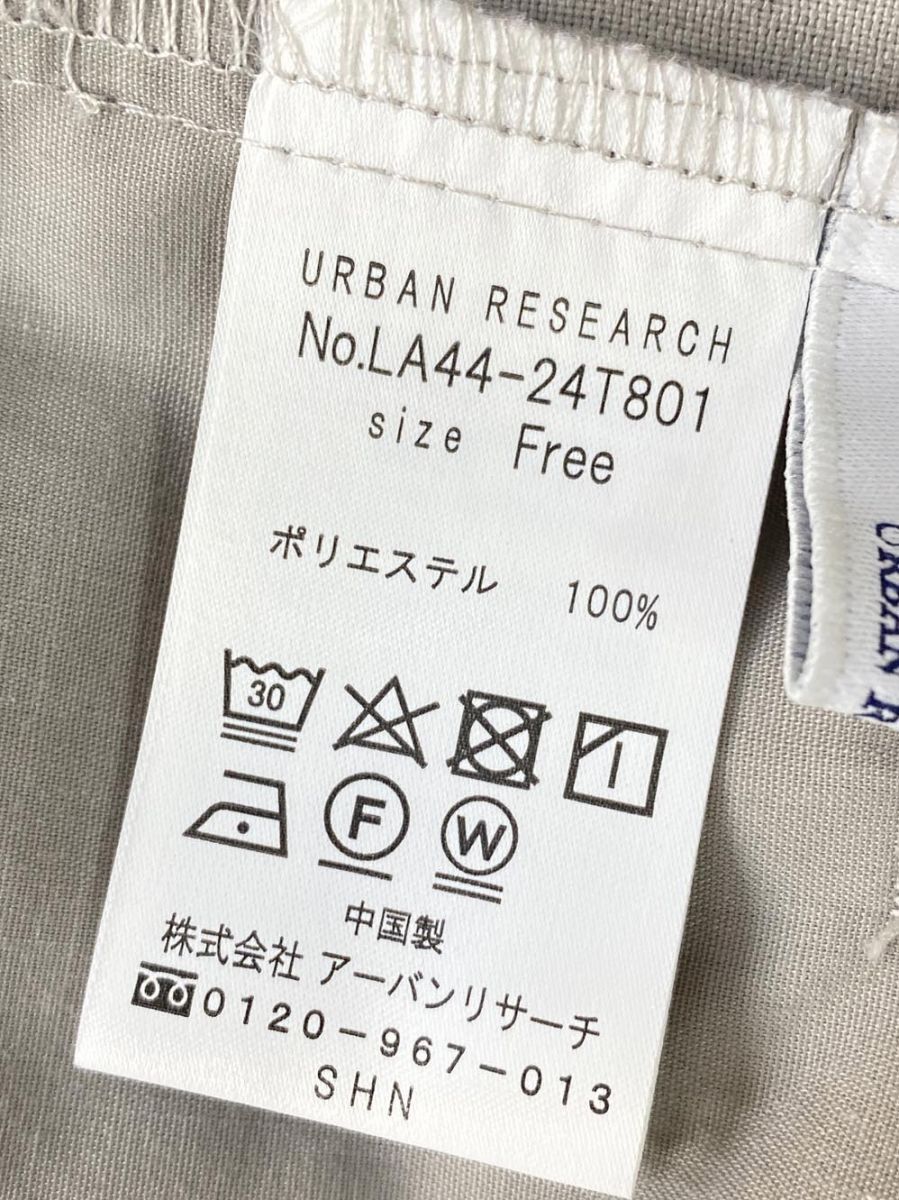 URBAN RESEARCH
No.LA44-24T801
size Free
ポリエステル 100%
30
F
W
中国製
株式会社 アーバンリサーチ
0120-967-013
SHN
URBAN R